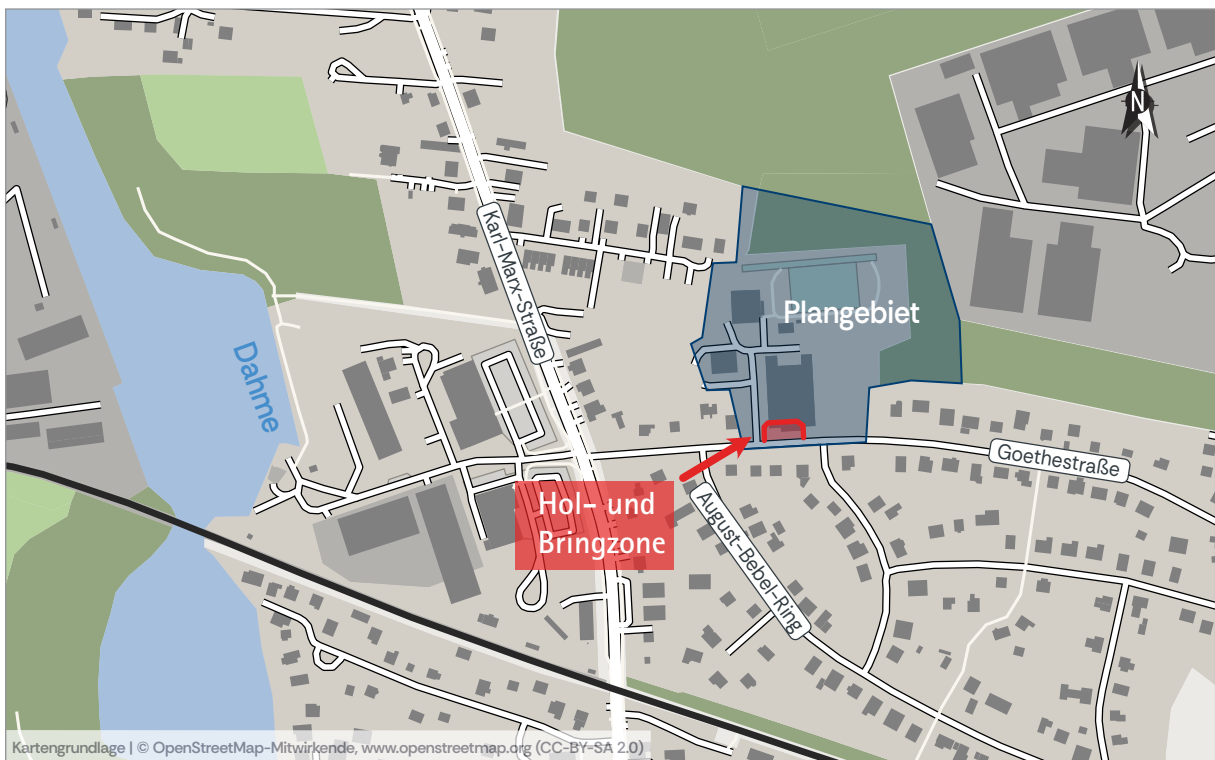 N
Karl-Marx-Straße
Plangebiet
Dahme
Goethestraße
Hol- und
Bringzone
August-Bebel-Ring
Kartengrundlage | © OpenStreetMap-Mitwirkende, www.openstreetmap.org (CC-BY-SA 2.0)